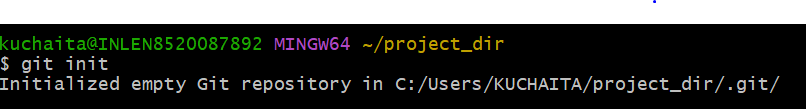 kuchaita@INLEN8520087892 MINGW64 ~/project_dir
$ git init
Initialized empty Git repository in C:/Users/KUCHAITA/project_dir/.git/